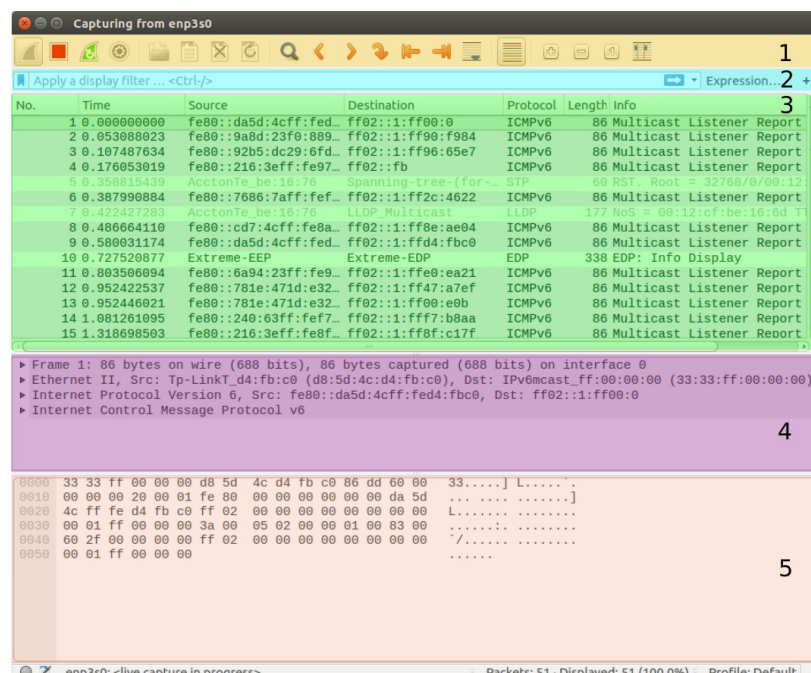 Capturing from enp3s0
1
Apply a display filter ... <Ctrl-/> Expression... 2 +
3
No. Time Source Destination Protocol Length Info
1 0.000000000 fe80::da5d:4cff:fed… ff02::1:ff00:0 ICMPv6 86 Multicast Listener Report
2 0.053088023 fe80::9a8d:23f0:889… ff02::1:ff90:f984 ICMPv6 86 Multicast Listener Report
3 0.107487634 fe80::92b5:dc29:6fd… ff02::1:ff96:65e7 ICMPv6 86 Multicast Listener Report
4 0.176053019 fe80::216:3eff:fe97… ff02::fb ICMPv6 86 Multicast Listener Report
5 0.358815439 AcctonTe_be:16:76 Spanning-tree-(for-… STP 60 RST. Root = 32768/0/00:12:
6 0.387990884 fe80::7686:7aff:fef… ff02::1:ff2c:4622 ICMPv6 86 Multicast Listener Report
7 0.422427283 AcctonTe_be:16:76 LLDP_Multicast LLDP 177 NoS = 00:12:cf:be:16:6d
8 0.486664110 fe80::cd7:4cff:fe8a… ff02::1:ff8e:ae04 ICMPv6 86 Multicast Listener Report
9 0.580031174 fe80::da5d:4cff:fed… ff02::1:ffd4:fbc0 ICMPv6 86 Multicast Listener Report
10 0.727520877 Extreme-EEP Extreme-EDP EDP 338 EDP: Info Display
11 0.803506094 fe80::6a94:23ff:fe9… ff02::1:ffe0:ea21 ICMPv6 86 Multicast Listener Report
12 0.952422537 fe80::781e:471d:e32… ff02::1:ff47:a7ef ICMPv6 86 Multicast Listener Report
13 0.952446021 fe80::781e:471d:e32… ff02::1:ff00:e0b ICMPv6 86 Multicast Listener Report
14 1.081261095 fe80::240:63ff:fef7… ff02::1:fff7:b8aa ICMPv6 86 Multicast Listener Report
15 1.318698503 fe80::216:3eff:fe8f… ff02::1:ff8f:c17f ICMPv6 86 Multicast Listener Report
Frame 1: 86 bytes on wire (688 bits), 86 bytes captured (688 bits) on interface 0
Ethernet II, Src: Tp-LinkT_d4:fb:c0 (d8:5d:4c:d4:fb:c0), Dst: IPv6mcast_ff:00:00:00 (33:33:ff:00:00:00)
Internet Protocol Version 6, Src: fe80::da5d:4cff:fed4:fbc0, Dst: ff02::1:ff00:0
Internet Control Message Protocol v6
4
0000 33 33 ff 00 00 00 d8 5d 4c d4 fb c0 86 dd 60 00 33.....] L.....`.
0010 00 00 00 20 00 01 fe 80 00 00 00 00 00 00 da 5d ... .... .......]
0020 4c ff fe d4 fb c0 ff 02 00 00 00 00 00 00 00 00 L....... ........
0030 00 01 ff 00 00 00 3a 00 05 02 00 00 01 00 83 00 ......:. ........
0040 60 2f 00 00 00 00 ff 02 00 00 00 00 00 00 00 00 `/...... ........
0050 00 01 ff 00 00 00 ......
5
enp3s0: <live capture in progress> Packets: 51 · Displayed: 51 (100.0%) Profile: Default